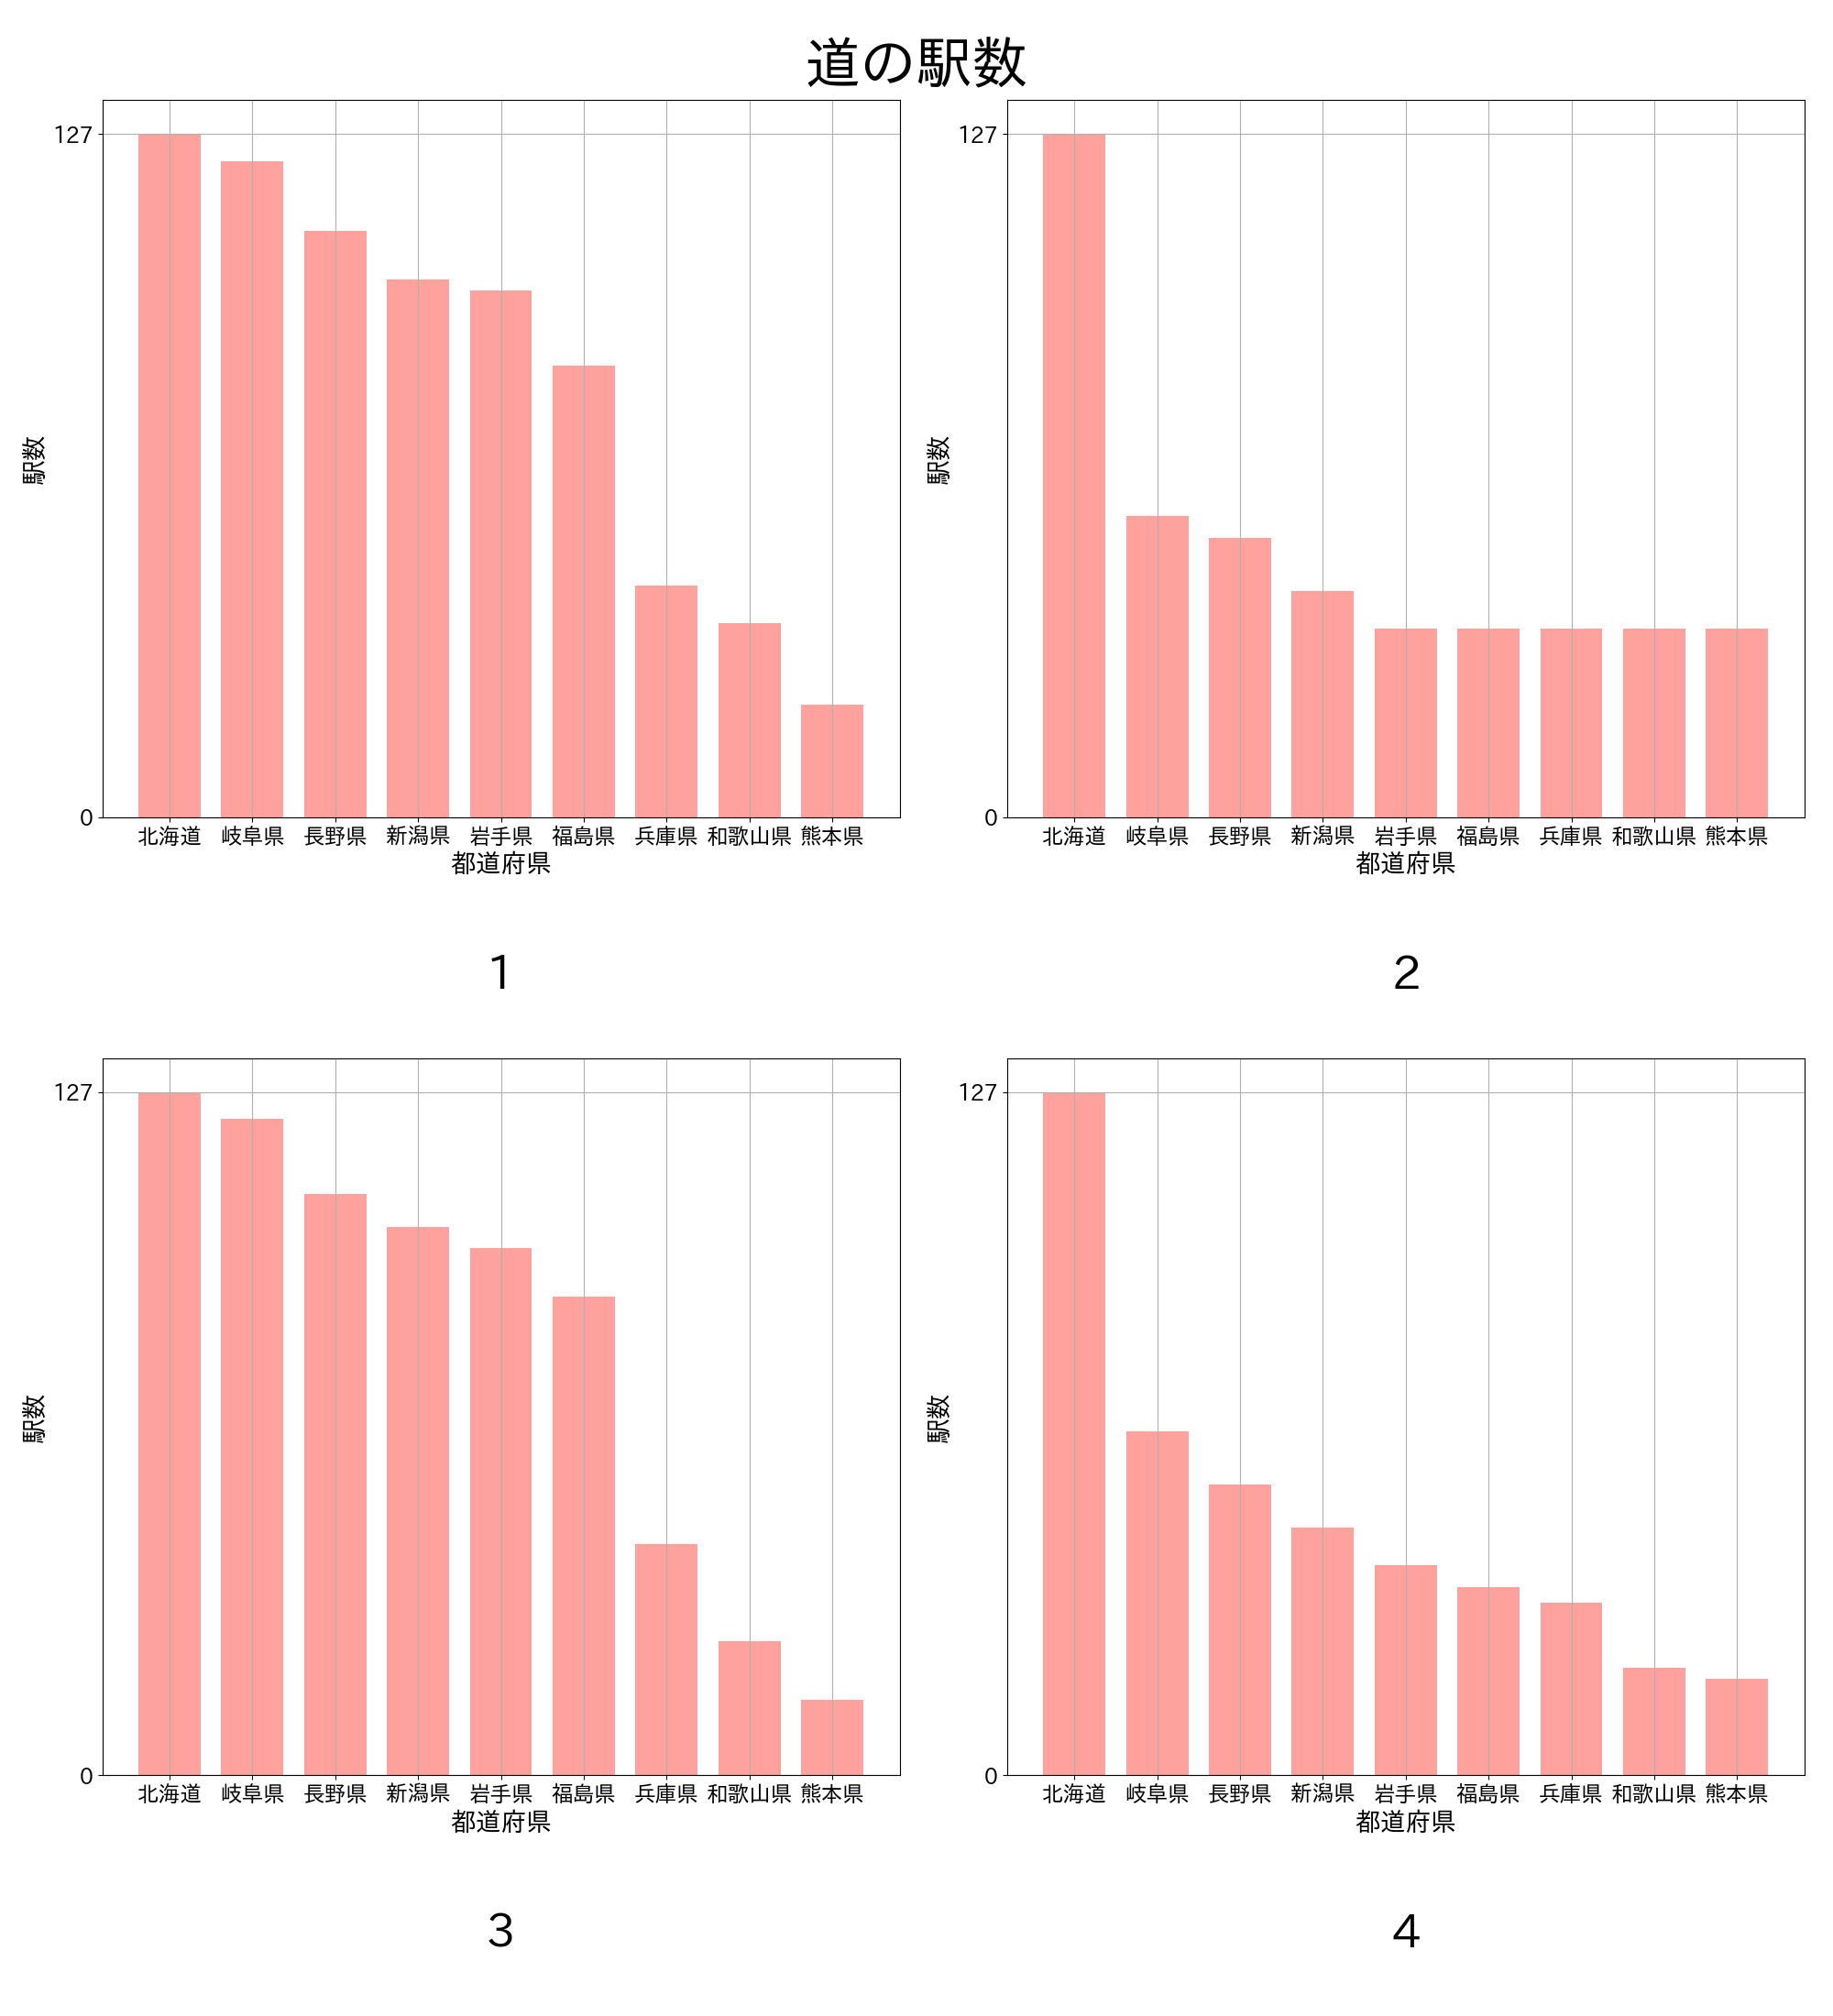 道の駅数
127
駅数
0
北海道 岐阜県 長野県 新潟県 岩手県 福島県 兵庫県 和歌山県 熊本県
都道府県
1
127
駅数
0
北海道 岐阜県 長野県 新潟県 岩手県 福島県 兵庫県 和歌山県 熊本県
都道府県
2
127
駅数
0
北海道 岐阜県 長野県 新潟県 岩手県 福島県 兵庫県 和歌山県 熊本県
都道府県
3
127
駅数
0
北海道 岐阜県 長野県 新潟県 岩手県 福島県 兵庫県 和歌山県 熊本県
都道府県
4